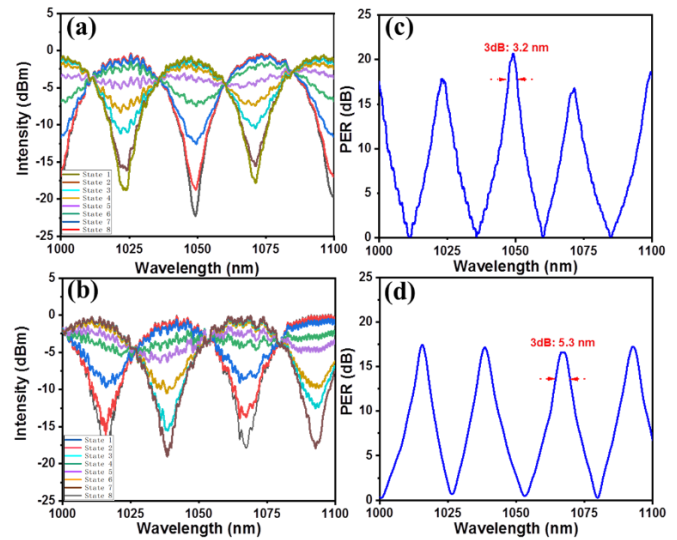 (a)
0
-5
-10
-15
-20
-25
Intensity (dBm)
State 1
State 2
State 3
State 4
State 5
State 6
State 7
State 8
1000
1025
1050
1075
1100
Wavelength (nm)
(c)
25
20
15
10
5
0
PER (dB)
3dB: 3.2 nm
1000
1025
1050
1075
1100
Wavelength (nm)
(b)
5
0
-5
-10
-15
-20
-25
Intensity (dBm)
State 1
State 2
State 3
State 4
State 5
State 6
State 7
State 8
1000
1025
1050
1075
1100
Wavelength (nm)
(d)
25
20
15
10
5
0
PER (dB)
3dB: 5.3 nm
1000
1025
1050
1075
1100
Wavelength (nm)